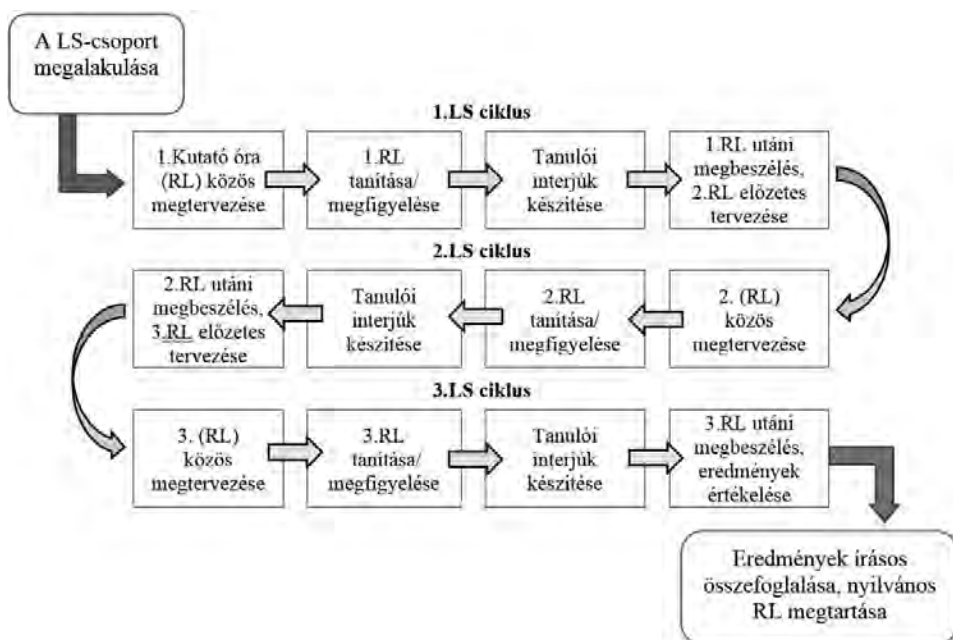 A LS-csoport
megalakulása
1.LS ciklus
1.Kutató óra
(RL) közös
megtervezése
1.RL
tanítása/
megfigyelése
Tanulói
interjúk
készítése
1.RL utáni
megbeszélés,
2.RL előzetes
tervezése
2.LS ciklus
2. (RL)
közös
megtervezése
2.RL
tanítása/
megfigyelése
Tanulói
interjúk
készítése
2.RL utáni
megbeszélés,
3.RL előzetes
tervezése
3.LS ciklus
3. (RL)
közös
megtervezése
3.RL
tanítása/
megfigyelése
Tanulói
interjúk
készítése
3.RL utáni
megbeszélés,
eredmények
értékelése
Eredmények írásos
összefoglalása, nyilvános
RL megtartása